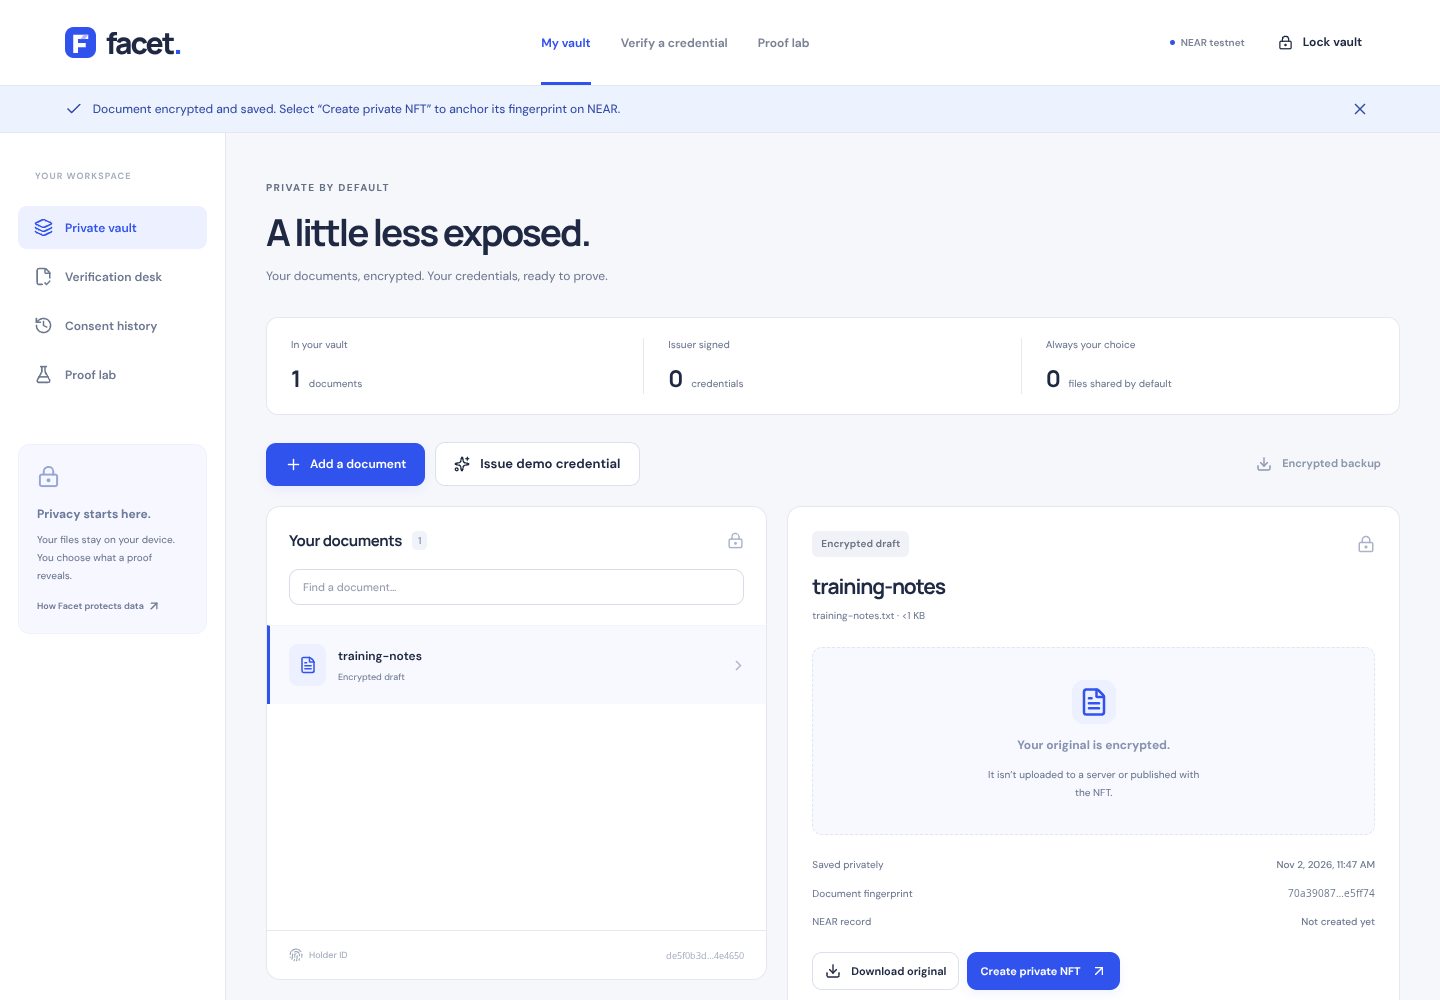 facet.
My vault
Verify a credential
Proof lab
NEAR testnet
Lock vault
Document encrypted and saved. Select “Create private NFT” to anchor its fingerprint on NEAR.
YOUR WORKSPACE
Private vault
Verification desk
Consent history
Proof lab
Privacy starts here.
Your files stay on your device.
You choose what a proof
reveals.
How Facet protects data
PRIVATE BY DEFAULT
A little less exposed.
Your documents, encrypted. Your credentials, ready to prove.
In your vault
1 documents
Issuer signed
0 credentials
Always your choice
0 files shared by default
Add a document
Issue demo credential
Encrypted backup
Your documents 1
Find a document...
training-notes
Encrypted draft
Holder ID
de5f0b3d...4e4650
Encrypted draft
training-notes
training-notes.txt · <1 KB
Your original is encrypted.
It isn’t uploaded to a server or published with
the NFT.
Saved privately
Nov 2, 2026, 11:47 AM
Document fingerprint
70a39087...e5ff74
NEAR record
Not created yet
Download original
Create private NFT